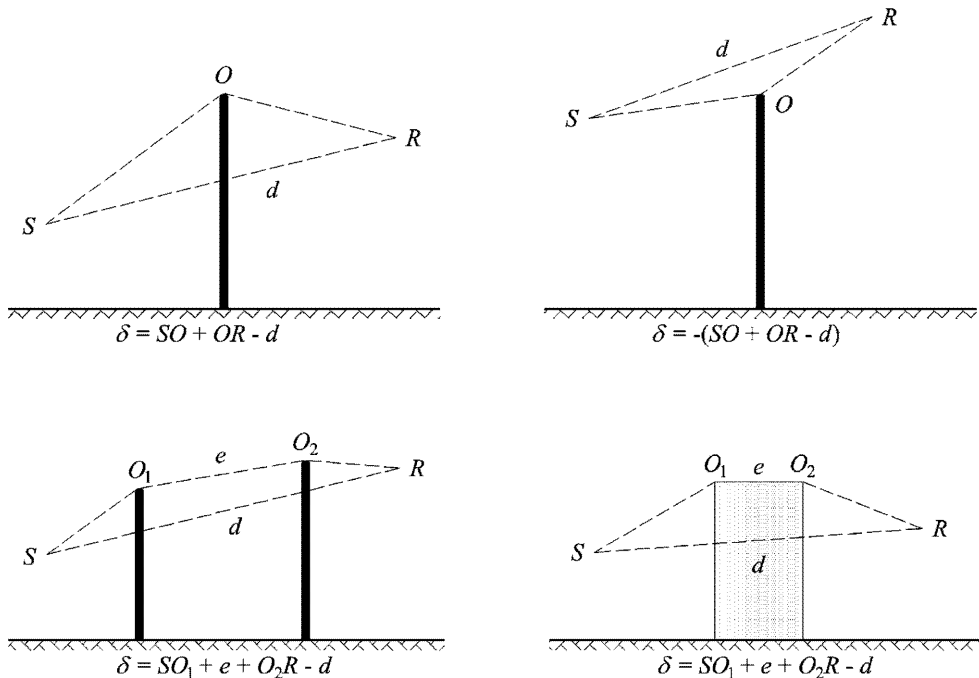 O
S
R
d
δ = SO + OR - d
R
d
S
O
δ = -(SO + OR - d)
O₁
e
O₂
R
d
S
δ = SO₁ + e + O₂R - d
O₁
e
O₂
S
R
d
δ = SO₁ + e + O₂R - d